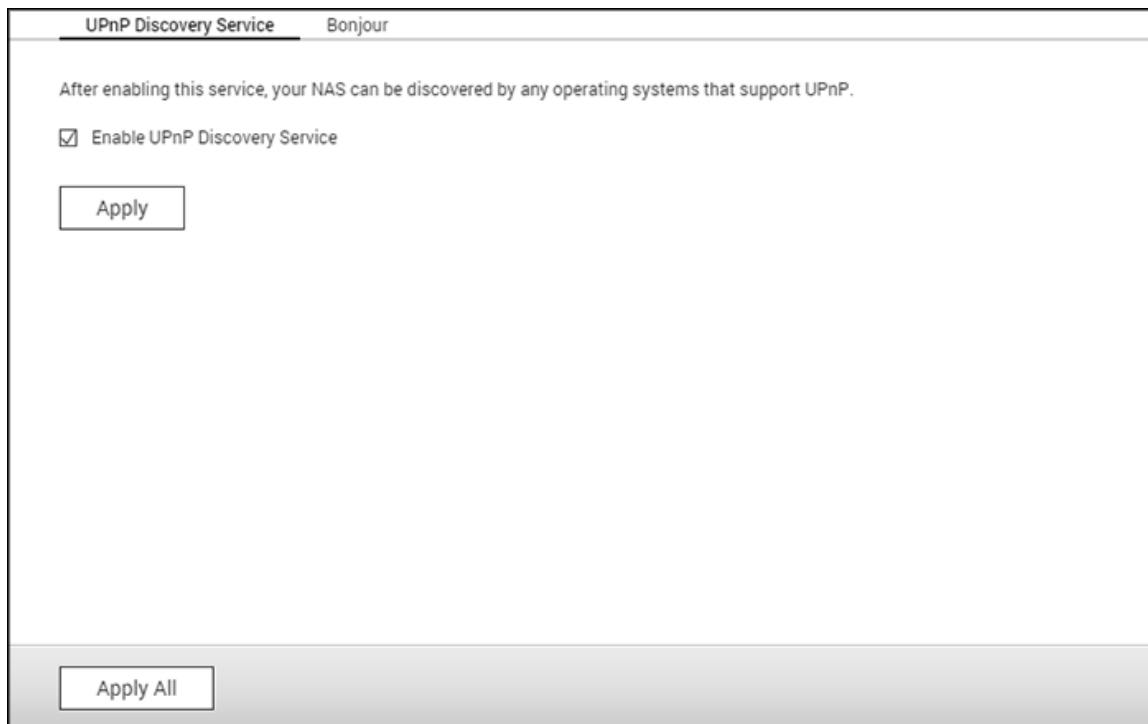 UPnP Discovery Service Bonjour
After enabling this service, your NAS can be discovered by any operating systems that support UPnP.
Enable UPnP Discovery Service
Apply
Apply All